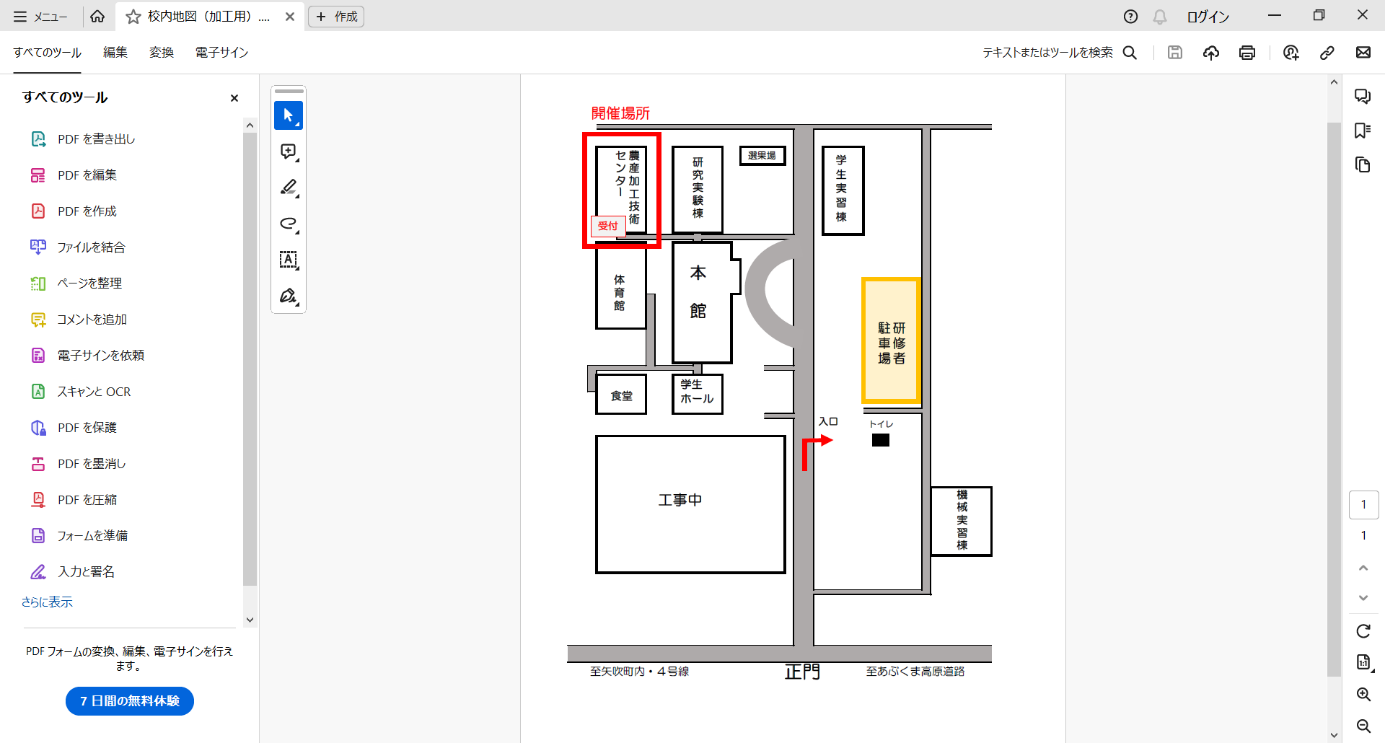 メニュー
校内地図（加工用）....
作成
ログイン
すべてのツール
編集
変換
電子サイン
テキストまたはツールを検索
すべてのツール
PDF を書き出し
PDF を編集
PDF を作成
ファイルを結合
ページを整理
コメントを追加
電子サインを依頼
スキャンと OCR
PDF を保護
PDF を墨消し
PDF を圧縮
フォームを準備
入力と署名
さらに表示
PDF フォームの変換、編集、電子サインを行え
ます。
7 日間の無料体験
開催場所
農産加工技術
センター
受付
研究実験棟
選果場
学生実習棟
体育館
本館
研修者
駐車場
食堂
学生
ホール
入口
トイレ
工事中
機械実習棟
至矢吹町内・４号線
正門
至あぶくま高原道路
1
1